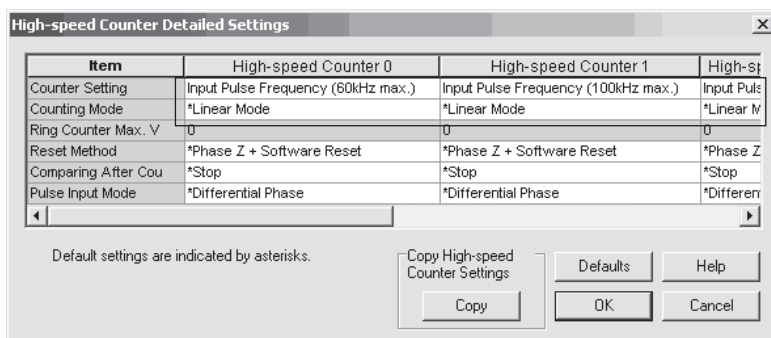 High-speed Counter Detailed Settings
Item High-speed Counter 0 High-speed Counter 1 High-sp
Counter Setting Input Pulse Frequency (60kHz max.) Input Pulse Frequency (100kHz max.) Input Puls
Counting Mode *Linear Mode *Linear Mode *Linear M
Ring Counter Max. V 0 0 0
Reset Method *Phase Z + Software Reset *Phase Z + Software Reset *Phase Z
Comparing After Cou *Stop *Stop *Stop
Pulse Input Mode *Differential Phase *Differential Phase *Differen
Default settings are indicated by asterisks.
Copy High-speed
Counter Settings
Copy
Defaults Help
OK Cancel